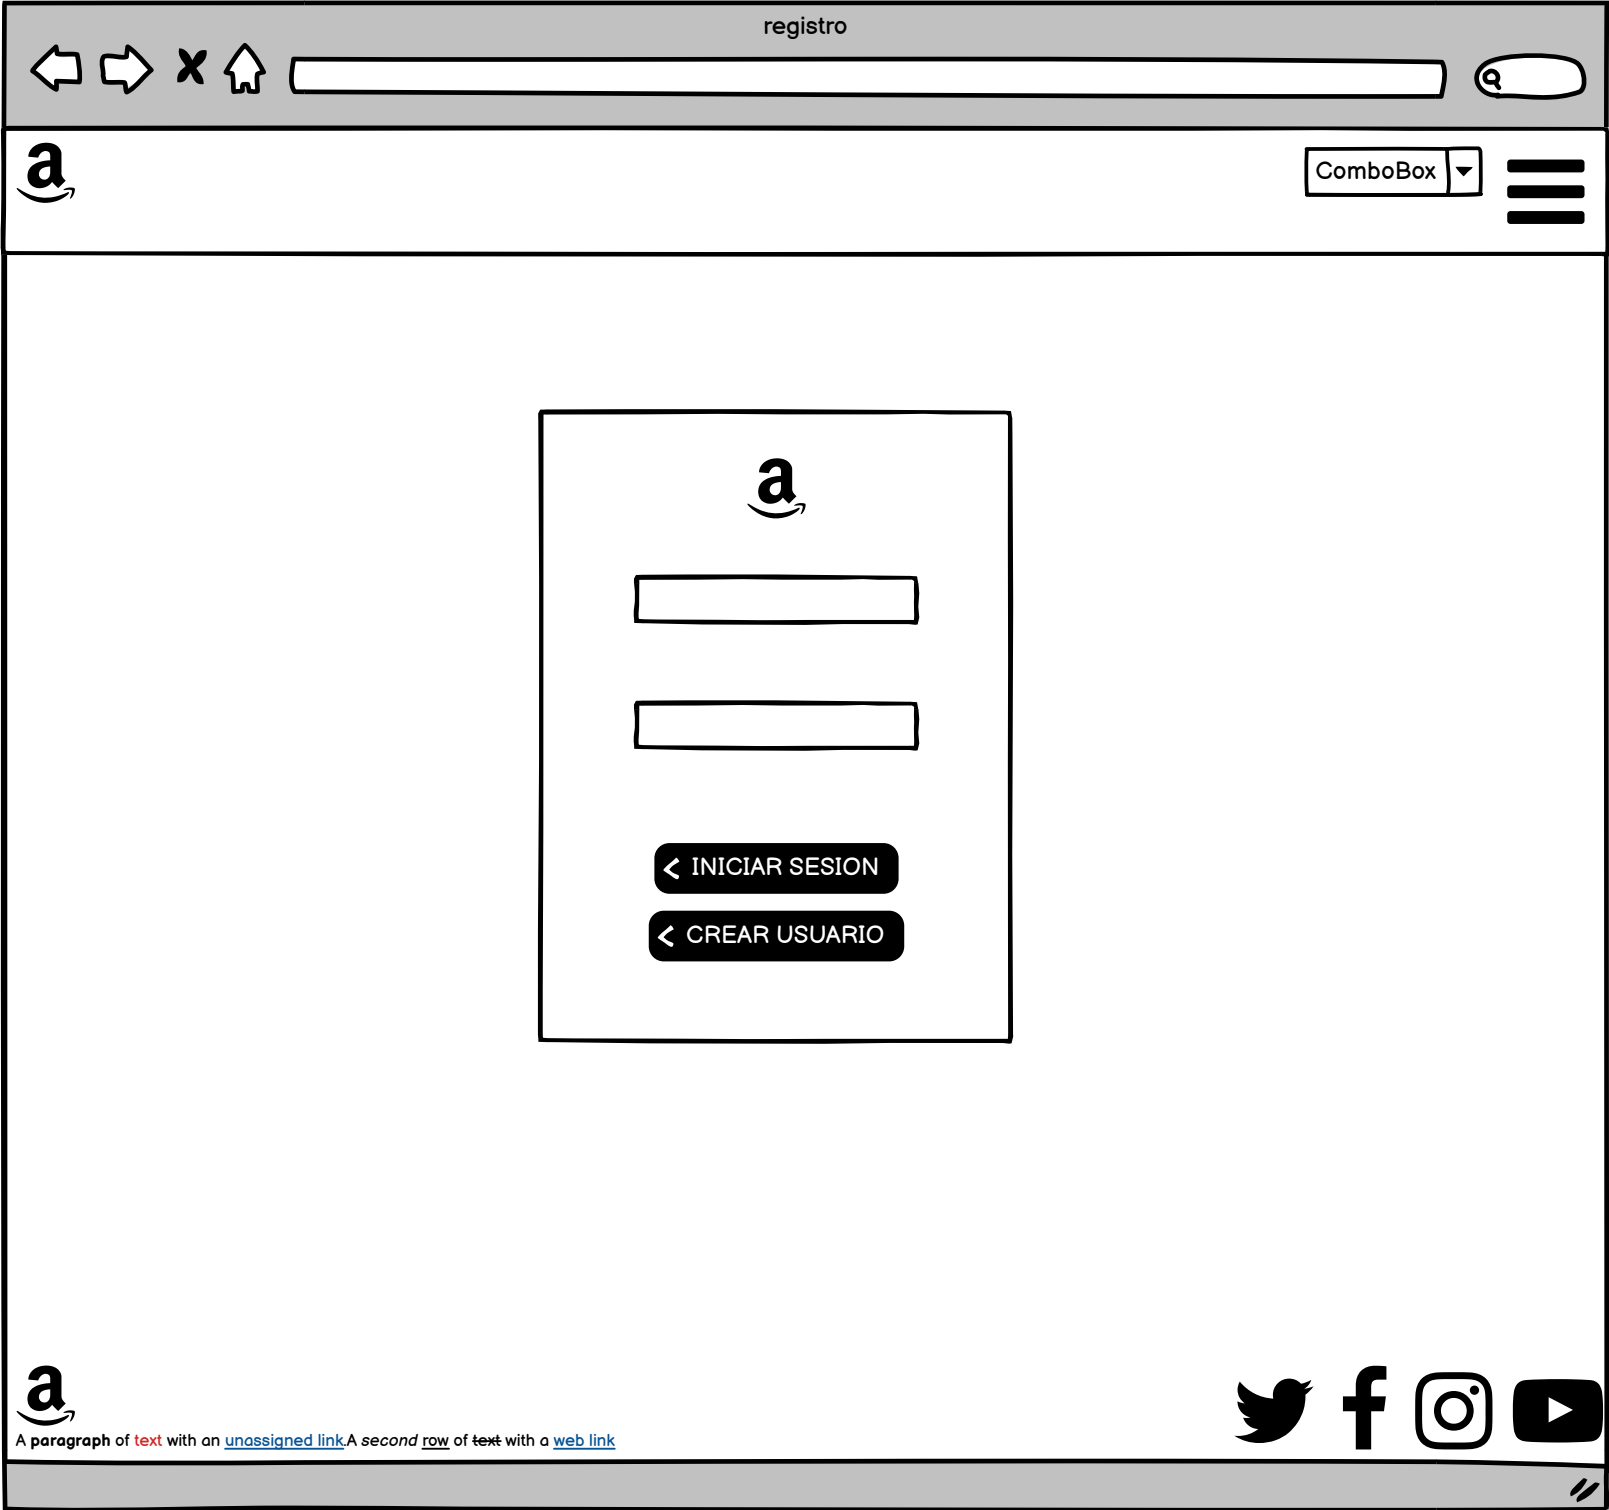 registro
a
ComboBox
a
INICIAR SESION
CREAR USUARIO
a
A paragraph of text with an unassigned link.A second row of text with a web link